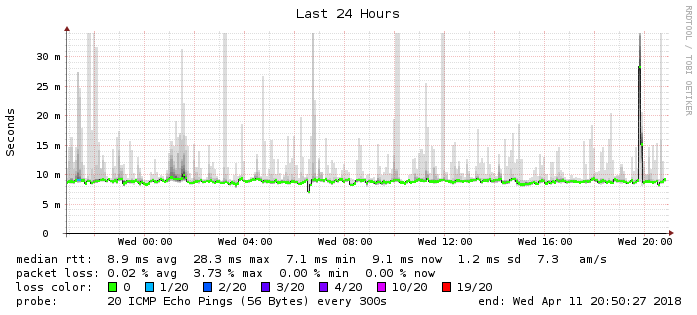 Last 24 Hours
RRDTOOL / TOBI OETIKER
Seconds
30 m
25 m
20 m
15 m
10 m
5 m
0
Wed 00:00 Wed 04:00 Wed 08:00 Wed 12:00 Wed 16:00 Wed 20:00
median rtt: 8.9 ms avg 28.3 ms max 7.1 ms min 9.1 ms now 1.2 ms sd 7.3 am/s
packet loss: 0.02 % avg 3.73 % max 0.00 % min 0.00 % now
loss color: 0 1/20 2/20 3/20 4/20 10/20 19/20
probe: 20 ICMP Echo Pings (56 Bytes) every 300s end: Wed Apr 11 20:50:27 2018